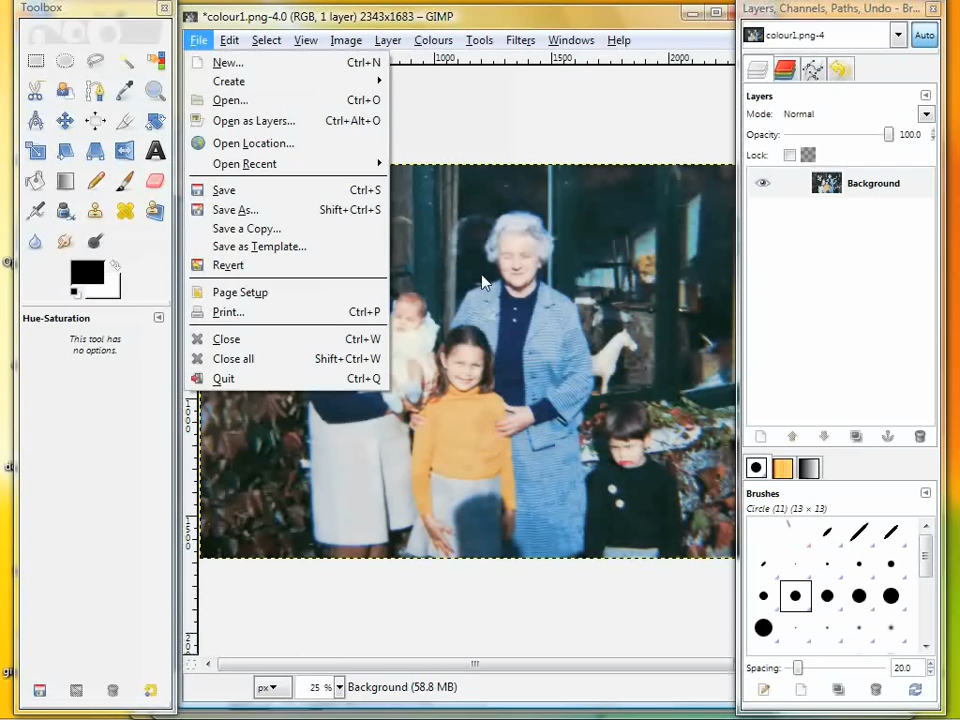 Toolbox
*colour1.png-4.0 (RGB, 1 layer) 2343x1683 – GIMP
Layers, Channels, Paths, Undo - Br...
File Edit Select View Image Layer Colours Tools Filters Windows Help
colour1.png-4
Auto
1000 1500 2000
New... Ctrl+N
Create
Open... Ctrl+O
Open as Layers... Ctrl+Alt+O
Open Location...
Open Recent
Save Ctrl+S
Save As... Shift+Ctrl+S
Save a Copy...
Save as Template...
Revert
Page Setup
Print... Ctrl+P
Close Ctrl+W
Close all Shift+Ctrl+W
Quit Ctrl+Q
Layers
Mode: Normal
Opacity: 100.0
Lock:
Background
Hue-Saturation
This tool has
no options.
Brushes
Circle (11) (13 × 13)
Spacing: 20.0
px 25 % Background (58.8 MB)